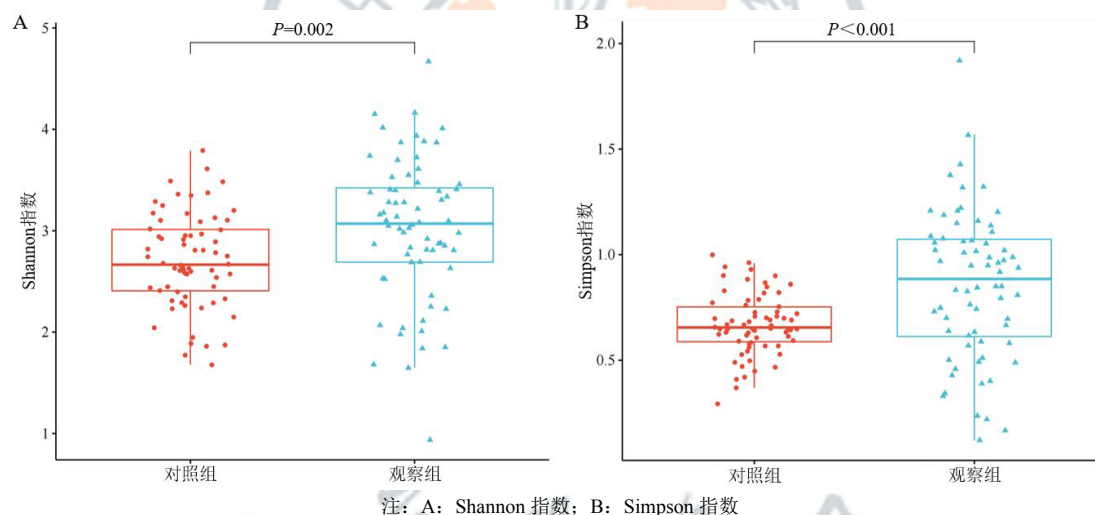 A
P=0.002
5
4
3
2
1
Shannon指数
对照组
观察组
B
P＜0.001
2.0
1.5
1.0
0.5
Simpson指数
对照组
观察组
注：A：Shannon 指数；B：Simpson 指数